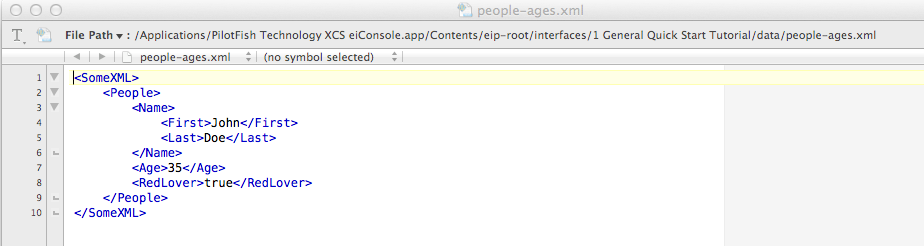 people-ages.xml
File Path ▾ : /Applications/PilotFish Technology XCS eiConsole.app/Contents/eip-root/interfaces/1 General Quick Start Tutorial/data/people-ages.xml
people-ages.xml (no symbol selected)
1 <SomeXML>
2 <People>
3 <Name>
4 <First>John</First>
5 <Last>Doe</Last>
6 </Name>
7 <Age>35</Age>
8 <RedLover>true</RedLover>
9 </People>
10 </SomeXML>